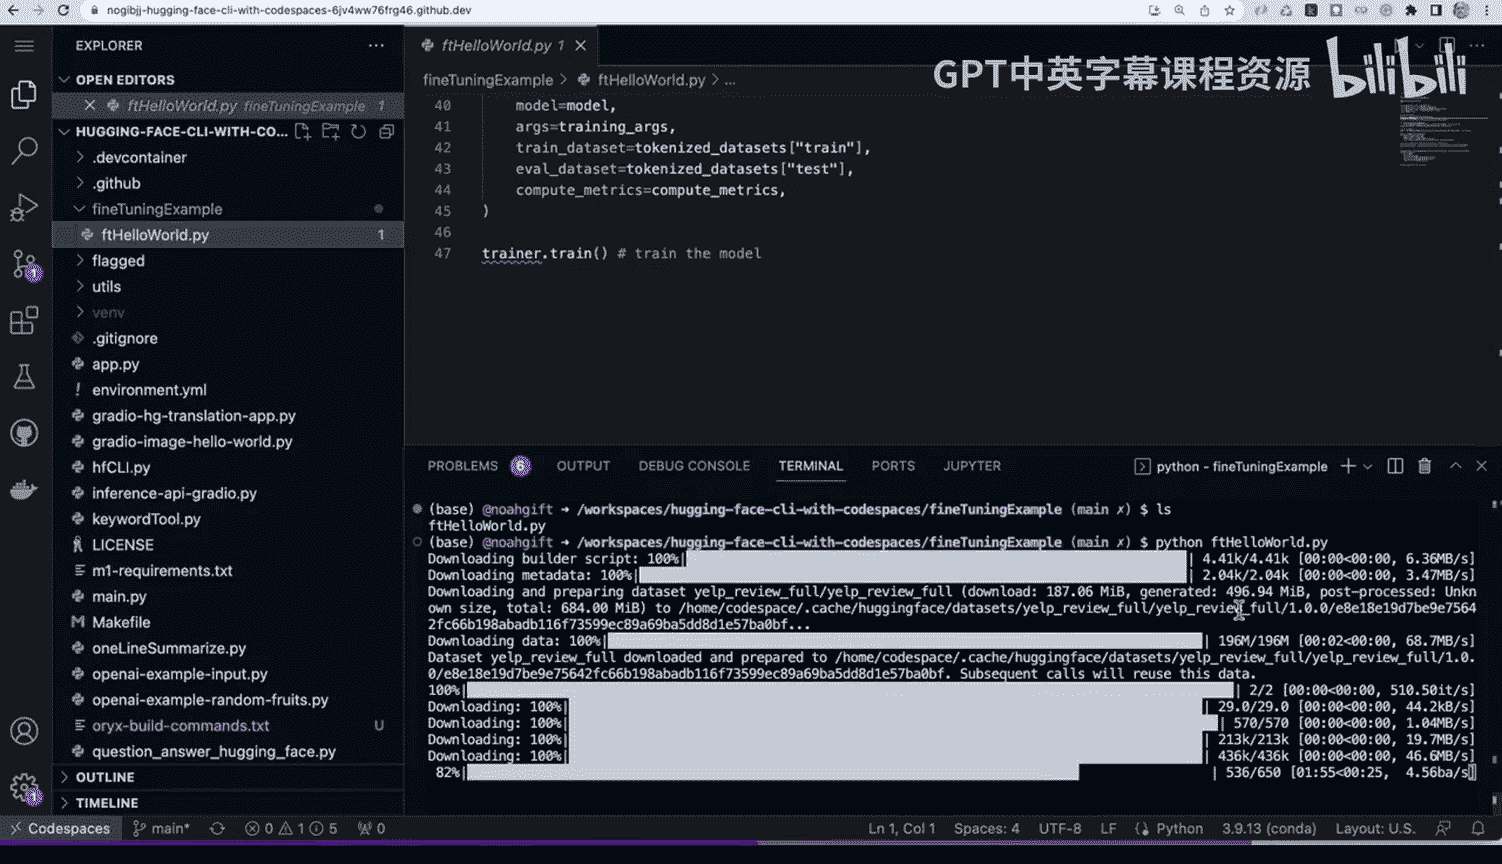 nogibjj-hugging-face-cli-with-codespaces-6jv4ww76frg46.github.dev
EXPLORER
OPEN EDITORS
ftHelloWorld.py fineTuningExample 1
HUGGING-FACE-CLI-WITH-CO...
.devcontainer
.github
fineTuningExample
ftHelloWorld.py 1
flagged
utils
venv
.gitignore
app.py
environment.yml
gradio-hg-translation-app.py
gradio-image-hello-world.py
hfCLI.py
inference-api-gradio.py
keywordTool.py
LICENSE
m1-requirements.txt
main.py
Makefile
oneLineSummarize.py
openai-example-input.py
openai-example-random-fruits.py
oryx-build-commands.txt U
question_answer_hugging_face.py
OUTLINE
TIMELINE
1
1
ftHelloWorld.py 1
GPT中英字幕课程资源 bilibili
fineTuningExample > ftHelloWorld.py > ...
40 model=model,
41 args=training_args,
42 train_dataset=tokenized_datasets["train"],
43 eval_dataset=tokenized_datasets["test"],
44 compute_metrics=compute_metrics,
45 )
46
47 trainer.train() # train the model
PROBLEMS 6 OUTPUT DEBUG CONSOLE TERMINAL PORTS JUPYTER python - fineTuningExample
(base) @noahgift → /workspaces/hugging-face-cli-with-codespaces/fineTuningExample (main ✗) $ ls
ftHelloWorld.py
(base) @noahgift → /workspaces/hugging-face-cli-with-codespaces/fineTuningExample (main ✗) $ python ftHelloWorld.py
Downloading builder script: 100%| | 4.41k/4.41k [00:00<00:00, 6.36MB/s]
Downloading metadata: 100%| | 2.04k/2.04k [00:00<00:00, 3.47MB/s]
Downloading and preparing dataset yelp_review_full/yelp_review_full (download: 187.06 MiB, generated: 496.94 MiB, post-processed: Unkn
own size, total: 684.00 MiB) to /home/codespace/.cache/huggingface/datasets/yelp_review_full/yelp_review_full/1.0.0/e8e18e19d7be9e7564
2fc66b198abadb116f73599ec89a69ba5dd8d1e57ba0bf...
Downloading data: 100%| | 196M/196M [00:02<00:00, 68.7MB/s]
Dataset yelp_review_full downloaded and prepared to /home/codespace/.cache/huggingface/datasets/yelp_review_full/yelp_review_full/1.0.
0/e8e18e19d7be9e75642fc66b198abadb116f73599ec89a69ba5dd8d1e57ba0bf. Subsequent calls will reuse this data.
100%| | 2/2 [00:00<00:00, 510.50it/s]
Downloading: 100%| | 29.0/29.0 [00:00<00:00, 44.2kB/s]
Downloading: 100%| | 570/570 [00:00<00:00, 1.04MB/s]
Downloading: 100%| | 213k/213k [00:00<00:00, 19.7MB/s]
Downloading: 100%| | 436k/436k [00:00<00:00, 46.6MB/s]
82%| | 536/650 [01:55<00:25, 4.56ba/s]
Codespaces main* 0 1 5 0 Ln 1, Col 1 Spaces: 4 UTF-8 LF Python 3.9.13 (conda) Layout: U.S.